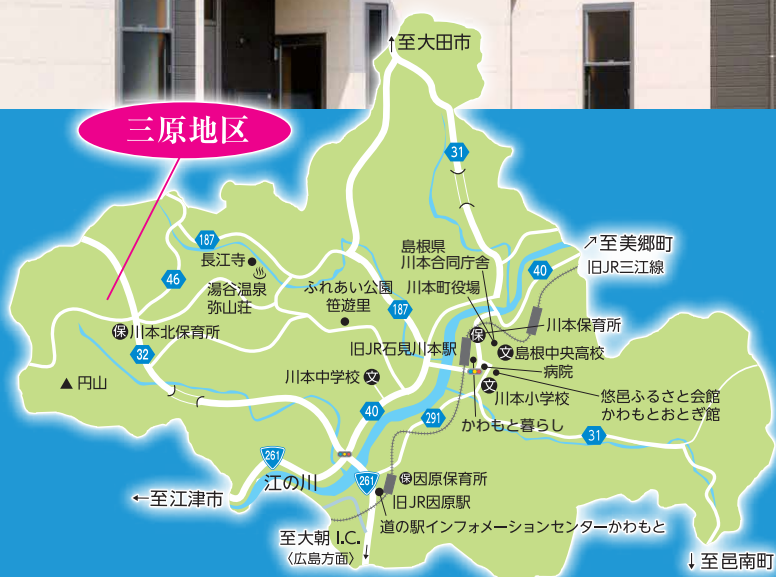 ↑至大田市
三原地区
31
187
長江寺
46
湯谷温泉
弥山荘
ふれあい公園
笹遊里
187
島根県
川本合同庁舎
川本町役場
↗至美郷町
旧JR三江線
40
保 川本北保育所
32
▲ 円山
保
川本保育所
旧JR石見川本駅
文 島根中央高校
病院
川本中学校 文
文
川本小学校
悠邑ふるさと会館
かわもとおとぎ館
かわもと暮らし
40
291
31
261
江の川
261
保 因原保育所
旧JR因原駅
←至江津市
道の駅インフォメーションセンターかわもと
至大朝 I.C.
〈広島方面〉
↓
↓至邑南町